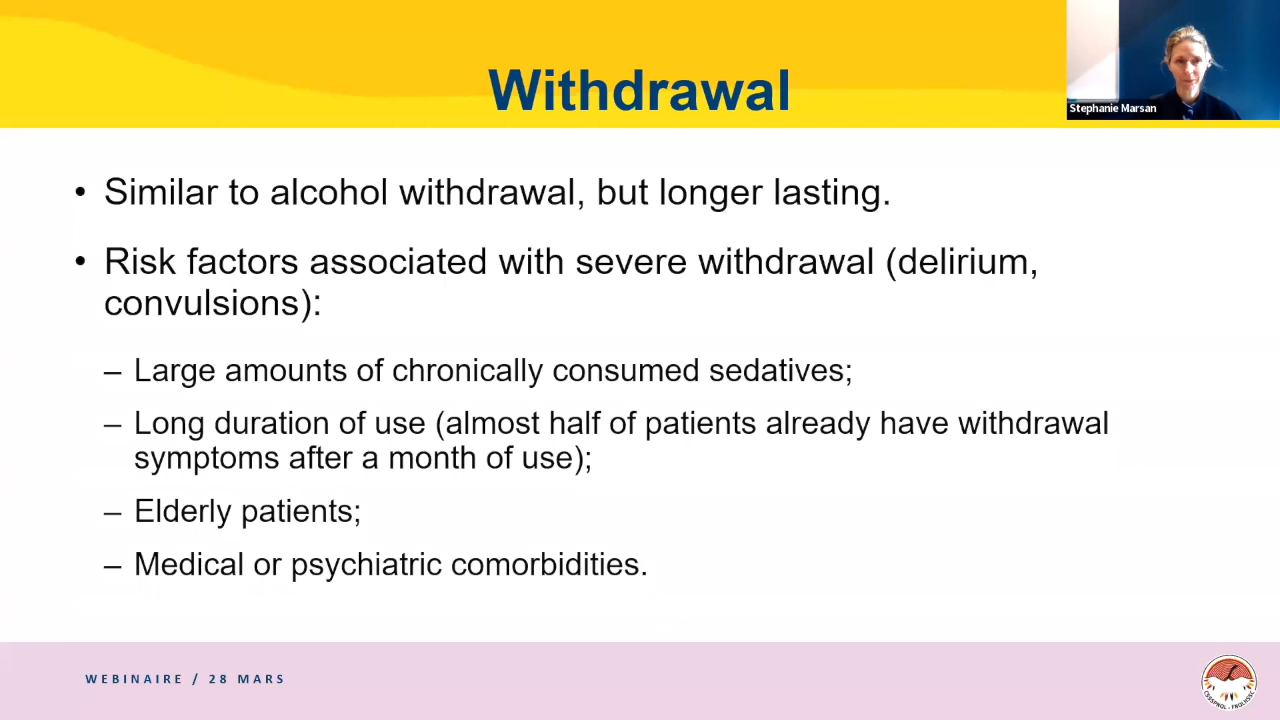 Withdrawal
Stephanie Marsan
• Similar to alcohol withdrawal, but longer lasting.
• Risk factors associated with severe withdrawal (delirium,
convulsions):
– Large amounts of chronically consumed sedatives;
– Long duration of use (almost half of patients already have withdrawal
symptoms after a month of use);
– Elderly patients;
– Medical or psychiatric comorbidities.
WEBINAIRE / 28 MARS